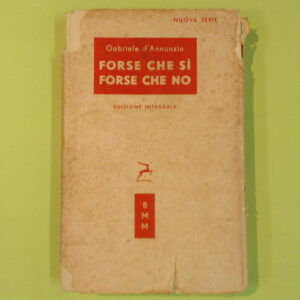 NUOVA SERIE
Gabriele d'Annunzio
FORSE CHE SÌ
FORSE CHE NO
EDIZIONE INTEGRALE
B
M
M